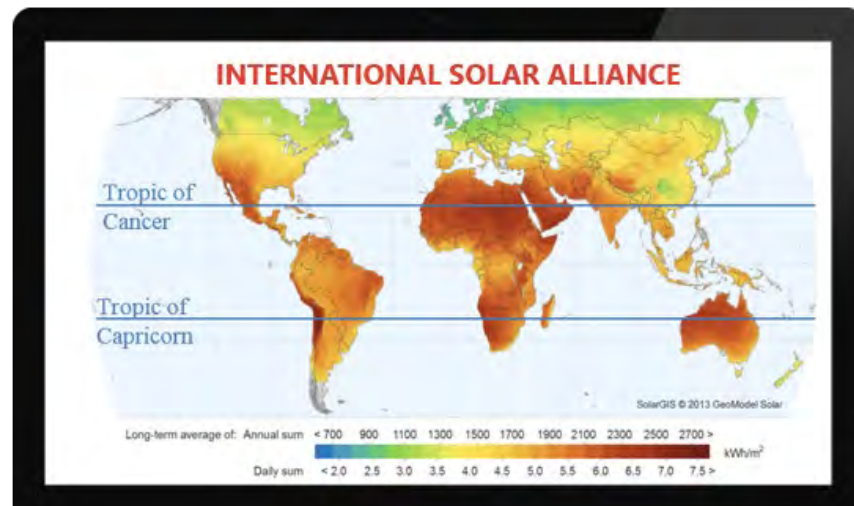 INTERNATIONAL SOLAR ALLIANCE
Tropic of
Cancer
Tropic of
Capricorn
SolarGIS © 2013 GeoModel Solar
Long-term average of: Annual sum < 700 900 1100 1300 1500 1700 1900 2100 2300 2500 2700 >
kWh/m²
Daily sum < 2.0 2.5 3.0 3.5 4.0 4.5 5.0 5.5 6.0 6.5 7.0 7.5 >